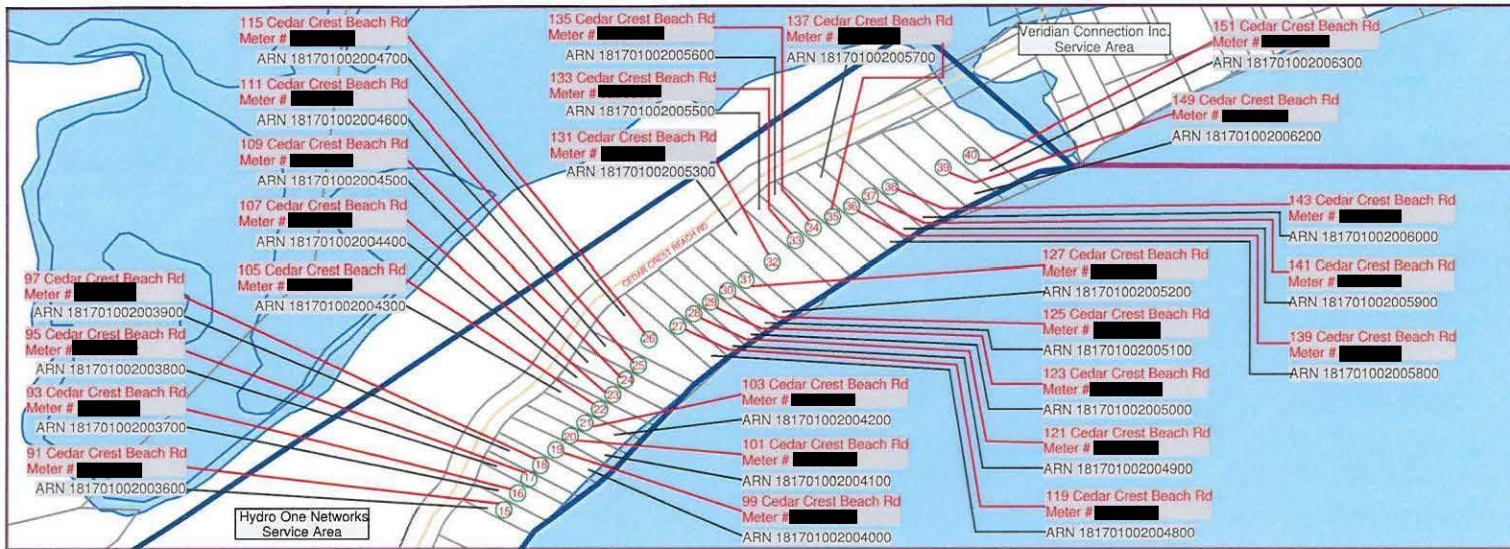 115 Cedar Crest Beach Rd
Meter #
ARN 181701002004700
111 Cedar Crest Beach Rd
Meter #
ARN 181701002004600
109 Cedar Crest Beach Rd
Meter #
ARN 181701002004500
107 Cedar Crest Beach Rd
Meter #
ARN 181701002004400
105 Cedar Crest Beach Rd
Meter #
ARN 181701002004300
97 Cedar Crest Beach Rd
Meter #
ARN 181701002003900
95 Cedar Crest Beach Rd
Meter #
ARN 181701002003800
93 Cedar Crest Beach Rd
Meter #
ARN 181701002003700
91 Cedar Crest Beach Rd
Meter #
ARN 181701002003600
Hydro One Networks
Service Area
135 Cedar Crest Beach Rd
Meter #
ARN 181701002005600
133 Cedar Crest Beach Rd
Meter #
ARN 181701002005500
131 Cedar Crest Beach Rd
Meter #
ARN 181701002005300
137 Cedar Crest Beach Rd
Meter #
ARN 181701002005700
Veridian Connection Inc.
Service Area
151 Cedar Crest Beach Rd
Meter #
ARN 181701002006300
149 Cedar Crest Beach Rd
Meter #
ARN 181701002006200
143 Cedar Crest Beach Rd
Meter #
ARN 181701002006000
141 Cedar Crest Beach Rd
Meter #
ARN 181701002005900
139 Cedar Crest Beach Rd
Meter #
ARN 181701002005800
127 Cedar Crest Beach Rd
Meter #
ARN 181701002005200
125 Cedar Crest Beach Rd
Meter #
ARN 181701002005100
123 Cedar Crest Beach Rd
Meter #
ARN 181701002005000
121 Cedar Crest Beach Rd
Meter #
ARN 181701002004900
119 Cedar Crest Beach Rd
Meter #
ARN 181701002004800
103 Cedar Crest Beach Rd
Meter #
ARN 181701002004200
101 Cedar Crest Beach Rd
Meter #
ARN 181701002004100
99 Cedar Crest Beach Rd
Meter #
ARN 181701002004000
CEDAR CREST BEACH RD
40
39
38
37
36
35
34
33
32
31
30
29
28
27
26
25
24
23
22
21
20
19
18
17
16
15